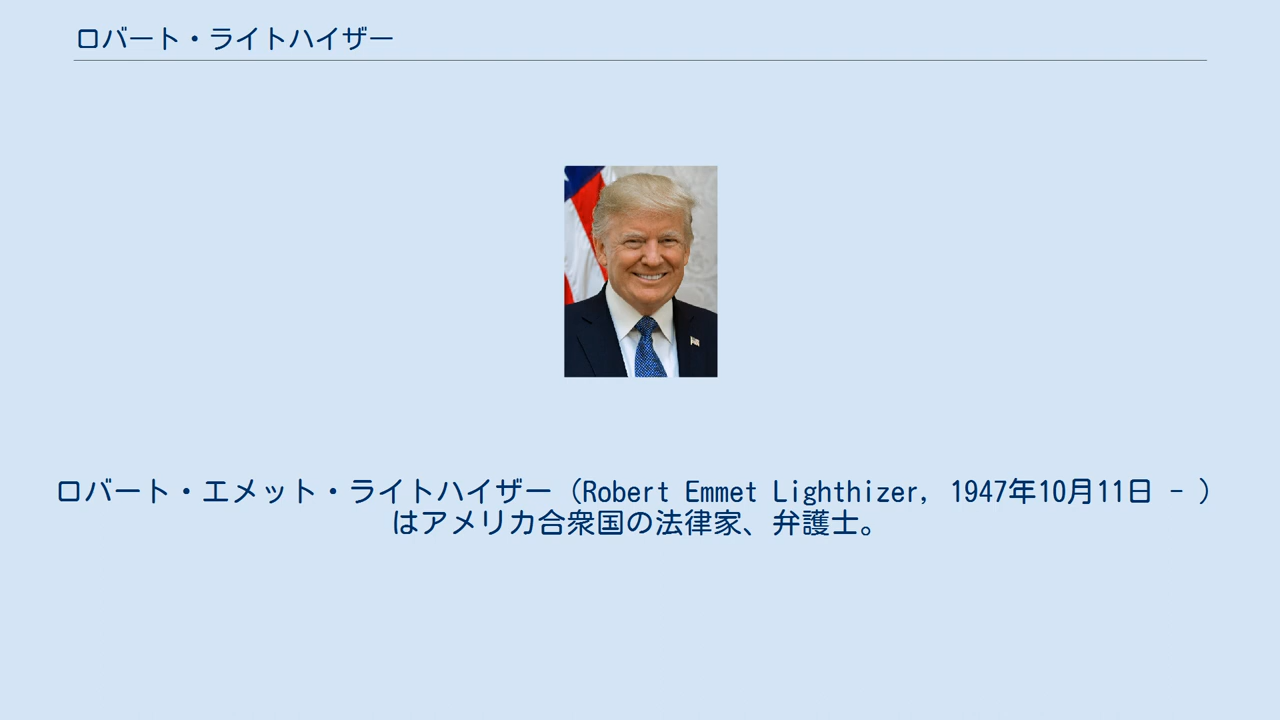 ロバート・ライトハイザー
ロバート・エメット・ライトハイザー（Robert Emmet Lighthizer, 1947年10月11日 - ）
はアメリカ合衆国の法律家、弁護士。